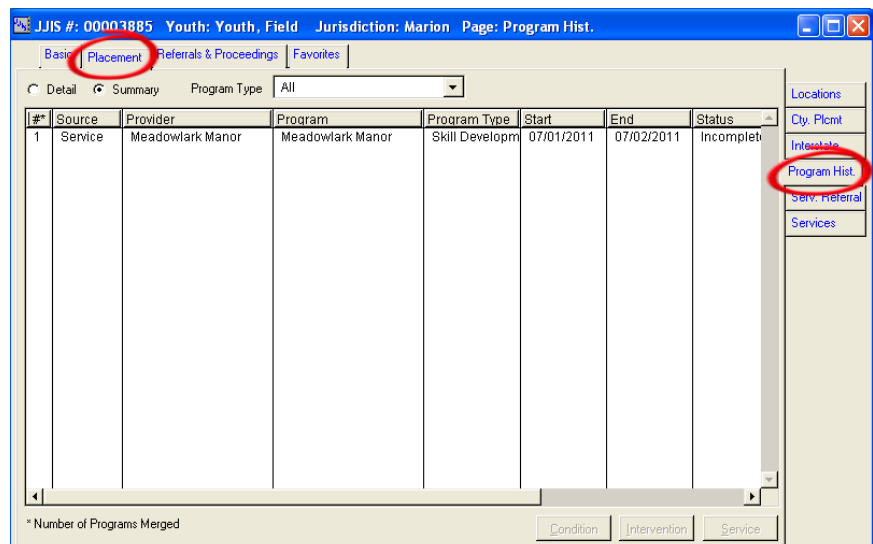 JJIS #: 00003885 Youth: Youth, Field Jurisdiction: Marion Page: Program Hist.
Basic Placement Referrals & Proceedings Favorites
Detail Summary Program Type All
#* Source Provider Program Program Type Start End Status
1 Service Meadowlark Manor Meadowlark Manor Skill Developm 07/01/2011 07/02/2011 Incomplet
Locations
Cty. Plcmt
Interstate
Program Hist.
Serv. Referral
Services
* Number of Programs Merged
Condition Intervention Service